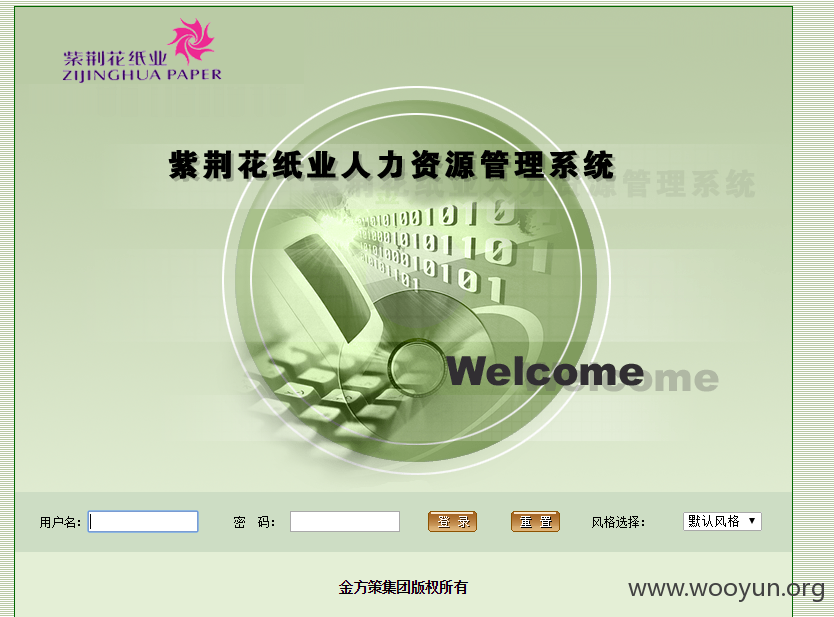 紫荆花纸业
ZIJINGHUA PAPER
紫荆花纸业人力资源管理系统
Welcome
用户名：
密 码：
登 录
重 置
风格选择：
默认风格
金方策集团版权所有
www.wooyun.org